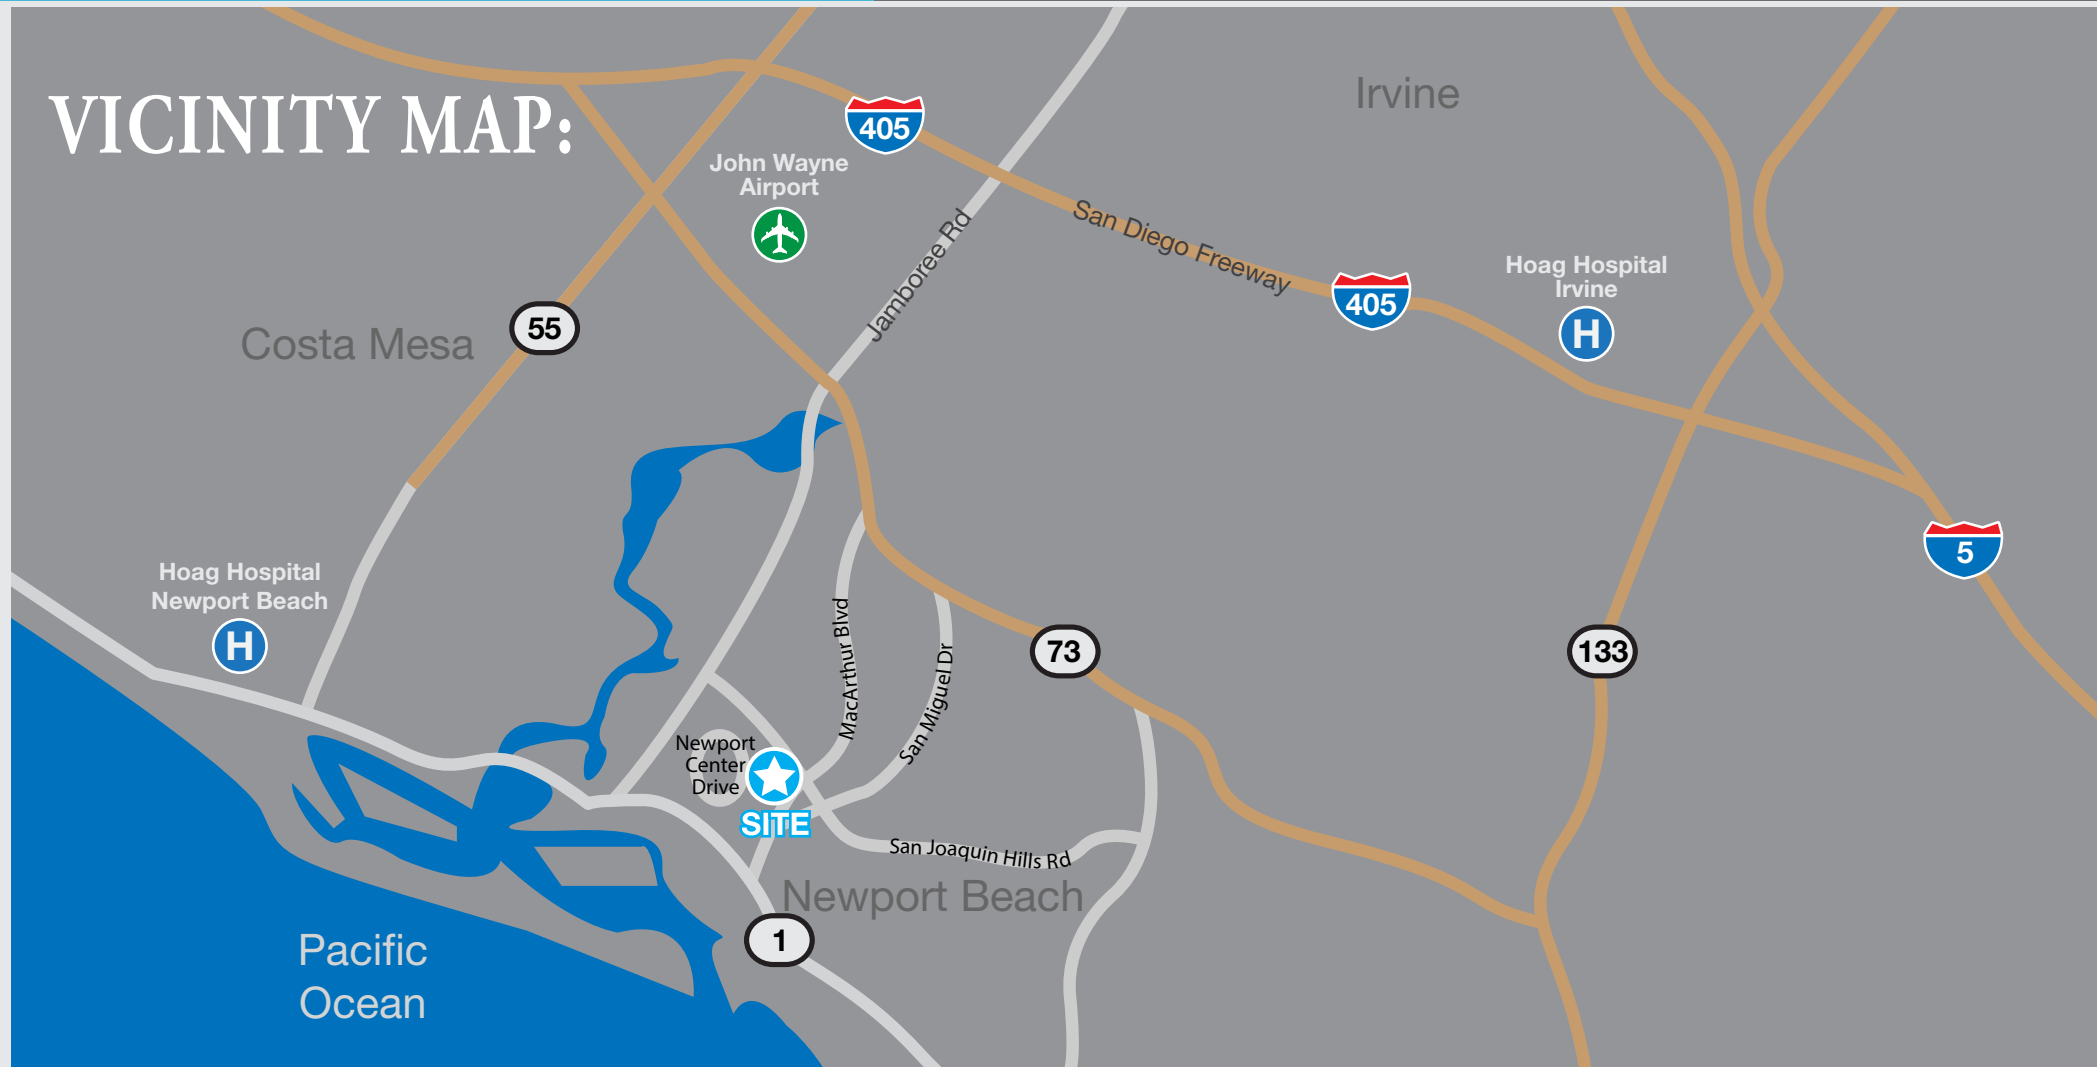 VICINITY MAP:
Irvine
405
John Wayne
Airport
Jamboree Rd
San Diego Freeway
Hoag Hospital
Irvine
H
405
Costa Mesa
55
5
Hoag Hospital
Newport Beach
H
MacArthur Blvd
San Miguel Dr
73
133
Newport
Center
Drive
SITE
San Joaquin Hills Rd
Newport Beach
1
Pacific
Ocean